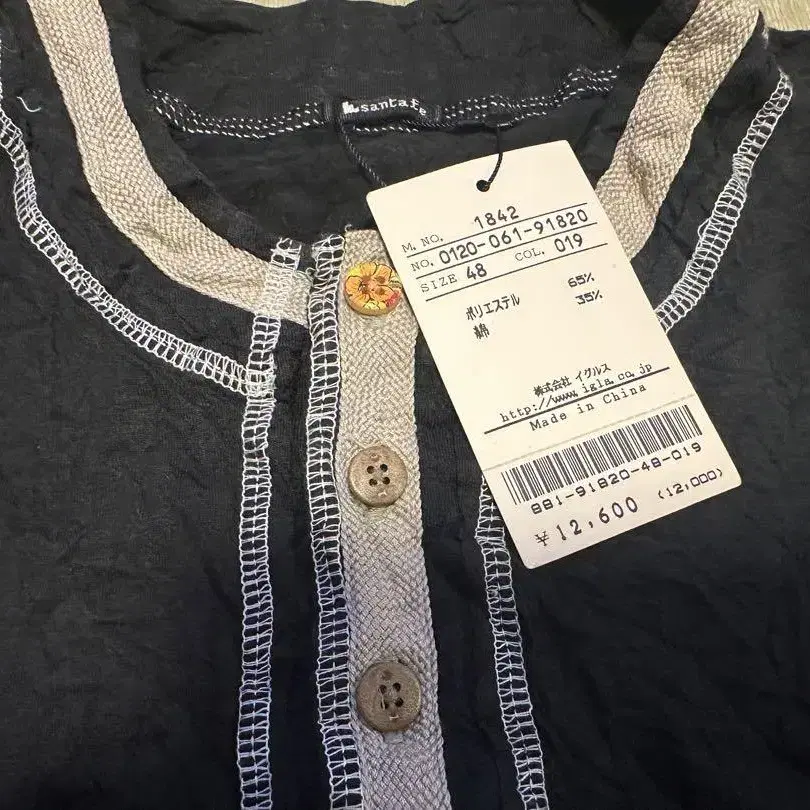 santafe
M. NO. 1842
NO. 0120-061-91820
SIZE 48 COL. 019
ポリエステル 65%
綿 35%
株式会社 イグルス
http://www.igls.co.jp
Made in China
881-91820-48-019
¥12,600 (12,000)